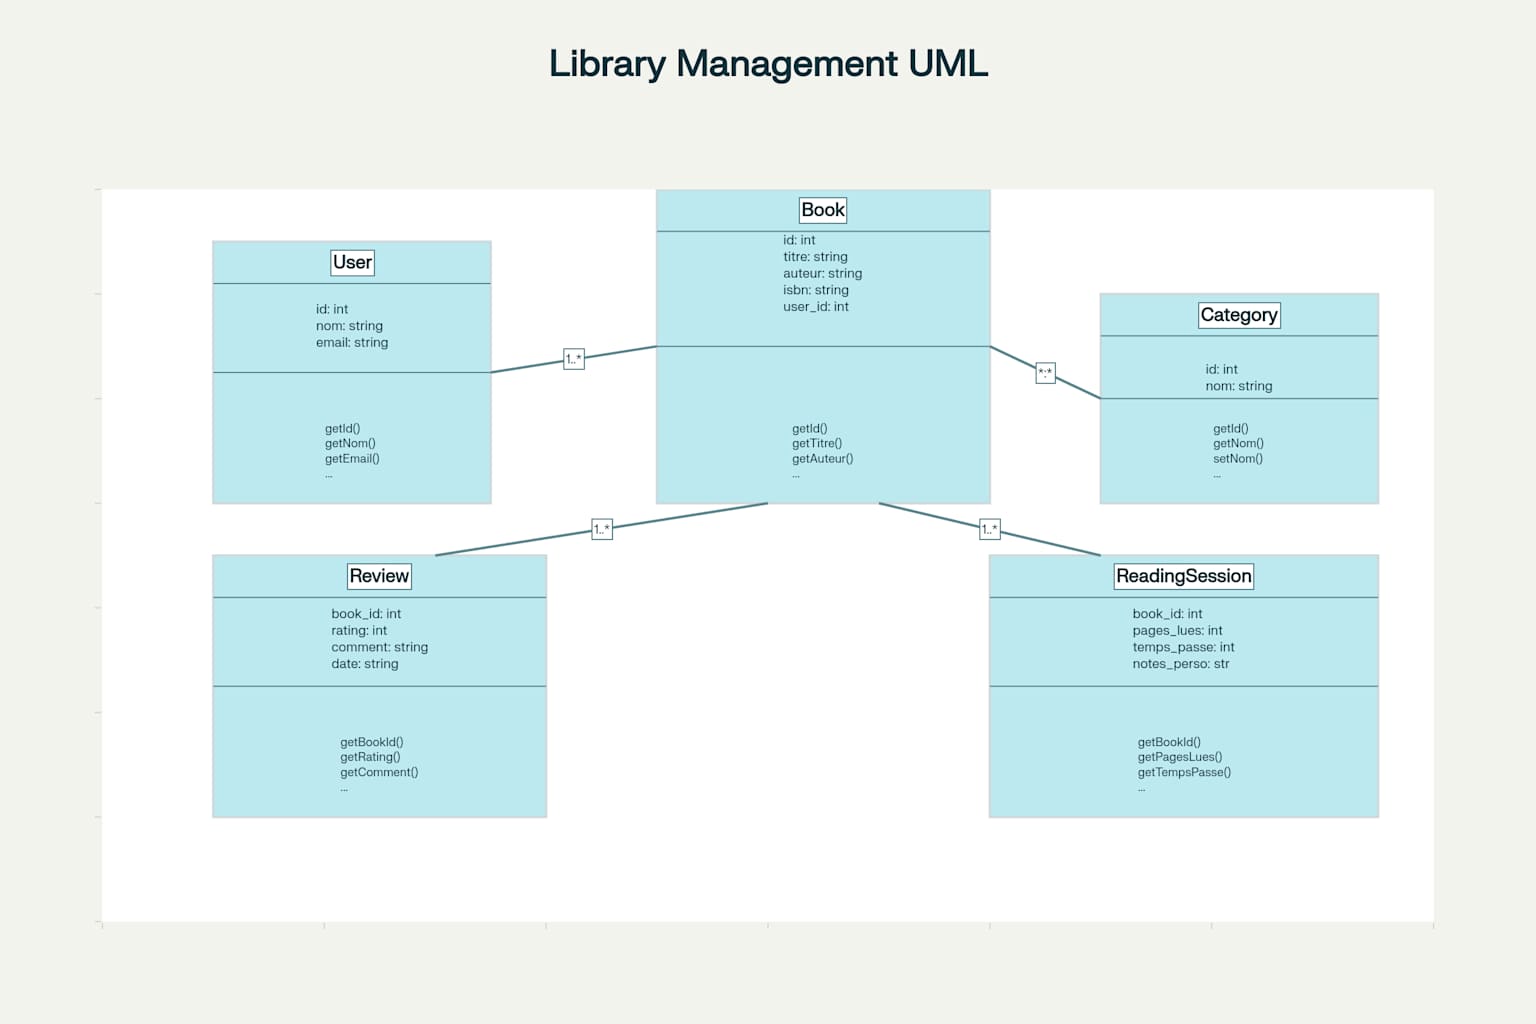 Library Management UML
User
id: int
nom: string
email: string
getId()
getNom()
getEmail()
...
1..*
Book
id: int
titre: string
auteur: string
isbn: string
user_id: int
getId()
getTitre()
getAuteur()
...
*:*
Category
id: int
nom: string
getId()
getNom()
setNom()
...
1..*
1..*
Review
book_id: int
rating: int
comment: string
date: string
getBookId()
getRating()
getComment()
...
ReadingSession
book_id: int
pages_lues: int
temps_passe: int
notes_perso: str
getBookId()
getPagesLues()
getTempsPasse()
...